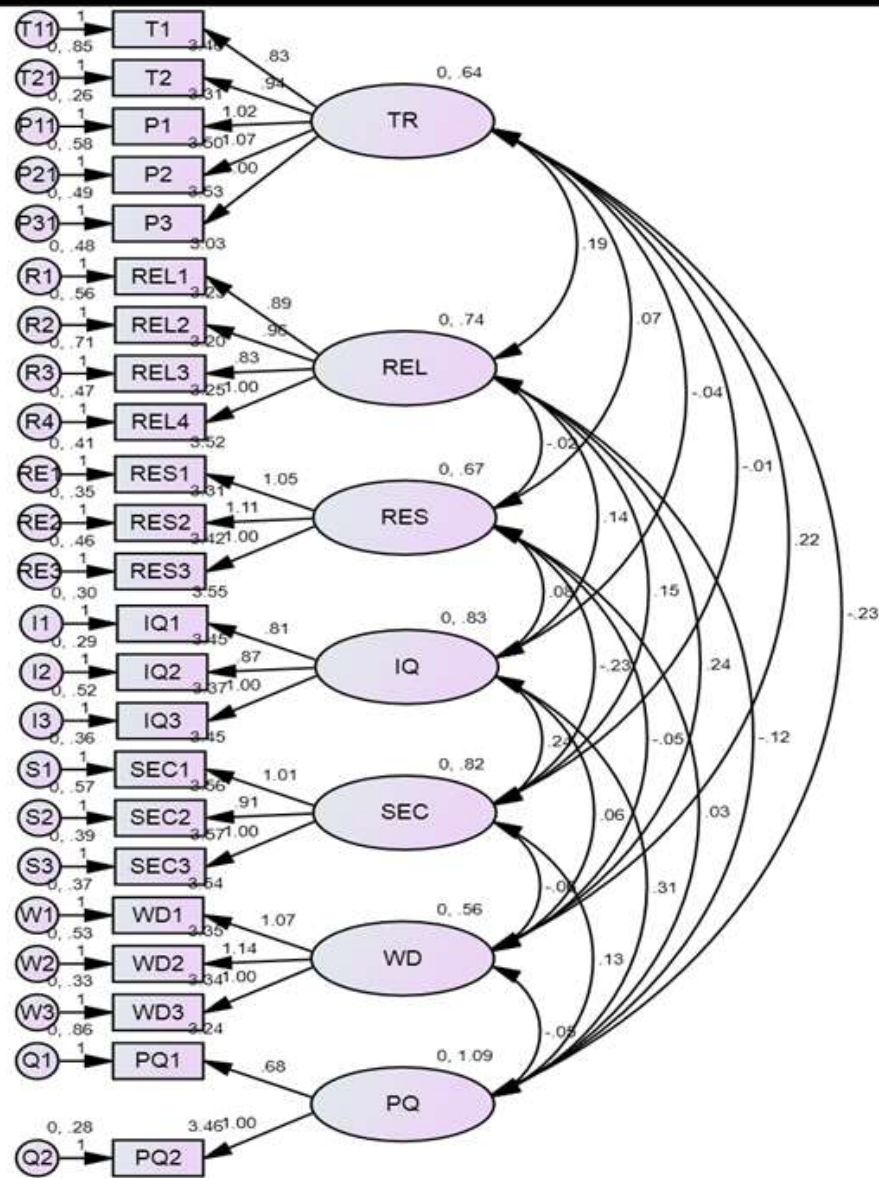 T11 1 T1 3.40
0, .85 .83 0, .64
T21 1 T2 3.31 .94
0, .26 TR
P11 1 P1 1.02
0, .58 3.50 1.07
P21 1 P2 1.00
0, .49 3.53
P31 1 P3 3.03
0, .48 .19
R1 1 REL1 3.23
0, .56 .89 0, .74 .07
R2 1 REL2 3.20 .96
0, .71 REL
R3 1 REL3 .83 -.04
0, .47 3.25 1.00
R4 1 REL4 3.52
0, .41 -.02 -.01
RE1 1 RES1 3.31
0, .35 1.05 0, .67
RE2 1 RES2 1.11 RES .14
0, .46 3.42 1.00 .22
RE3 1 RES3 3.55
0, .30 .08 .15 -.23
I1 1 IQ1 3.45
0, .29 .81 0, .83
I2 1 IQ2 .87 IQ -.23 .24
0, .52 3.37 1.00
I3 1 IQ3 3.45
0, .36 .24 -.05 -.12
S1 1 SEC1 3.56
0, .57 1.01 0, .82
S2 1 SEC2 .91 SEC .06 .03
0, .39 3.57 1.00
S3 1 SEC3 3.54
0, .37 .31
W1 1 WD1 3.35
0, .53 1.07 0, .56
W2 1 WD2 1.14 WD .13
0, .33 3.34 1.00
W3 1 WD3 3.24
0, .86 -.05
Q1 1 PQ1 .68 0, 1.09
PQ
0, .28 3.46 1.00
Q2 1 PQ2